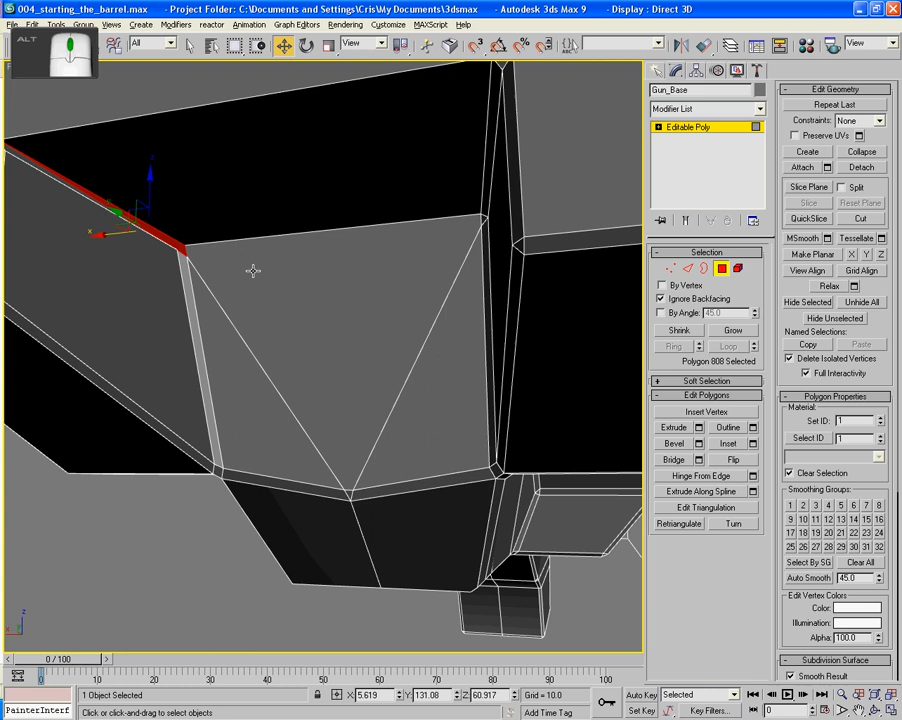 004_starting_the_barrel.max - Project Folder: C:\Documents and Settings\Cris\My Documents\3dsmax - Autodesk 3ds Max 9 - Display : Direct 3D
Edit Tools Group Views Create Modifiers reactor Animation Graph Editors Rendering Customize MAXScript Help
ALT
All
View
View
Gun_Base
Modifier List
Editable Poly
Selection
By Vertex
Ignore Backfacing
By Angle: 45.0
Shrink Grow
Ring Loop
Polygon 808 Selected
Soft Selection
Edit Polygons
Insert Vertex
Extrude Outline
Bevel Inset
Bridge Flip
Hinge From Edge
Extrude Along Spline
Edit Triangulation
Retriangulate Turn
Edit Geometry
Repeat Last
Constraints: None
Preserve UVs
Create Collapse
Attach Detach
Slice Plane Split
Slice Reset Plane
QuickSlice Cut
MSmooth Tessellate
Make Planar X Y Z
View Align Grid Align
Relax
Hide Selected Unhide All
Hide Unselected
Named Selections:
Copy Paste
Delete Isolated Vertices
Full Interactivity
Polygon Properties
Material:
Set ID: 1
Select ID 1
Clear Selection
Smoothing Groups:
1 2 3 4 5 6 7 8
9 10 11 12 13 14 15 16
17 18 19 20 21 22 23 24
25 26 27 28 29 30 31 32
Select By SG Clear All
Auto Smooth 45.0
Edit Vertex Colors
Color:
Illumination:
Alpha: 100.0
Subdivision Surface
Smooth Result
z
x
z
x
0 / 100
0 10 20 30 40 50 60 70 80 90 100
1 Object Selected
X: 5.619 Y: 131.08 Z: 60.917 Grid = 10.0
Auto Key Selected
PainterInterf
Click or click-and-drag to select objects
Add Time Tag
Set Key Key Filters...
0